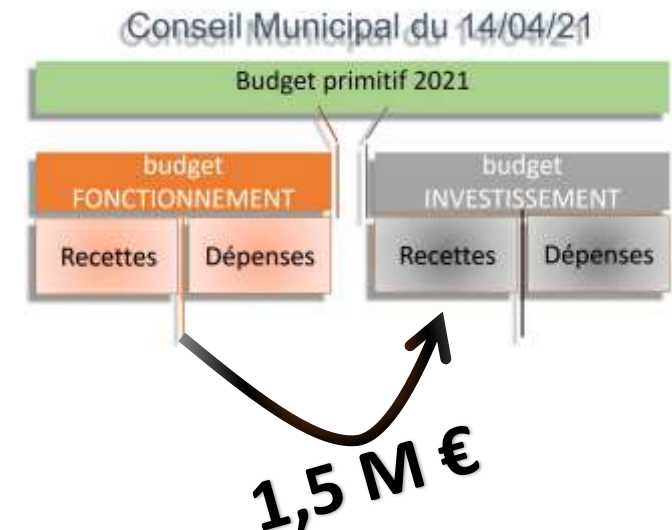 Conseil Municipal du 14/04/21
Budget primitif 2021
budget
FONCTIONNEMENT
budget
INVESTISSEMENT
Recettes
Dépenses
Recettes
Dépenses
1,5 M €